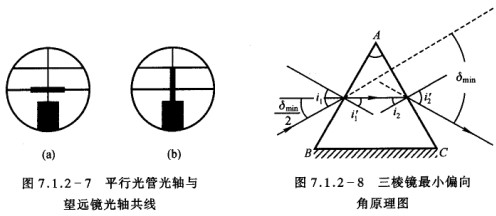 (a)
(b)
图 7.1.2-7 平行光管光轴与
望远镜光轴共线
A
B
C
δmin
δmin/2
i₁
i₁′
i₂
i₂′
图 7.1.2-8 三棱镜最小偏向
角原理图